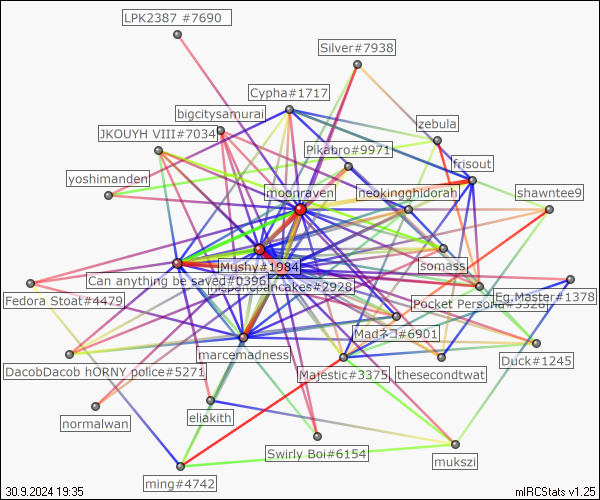 LPK2387 #7690
Silver#7938
Cypha#1717
bigcitysamurai
zebula
JKOUYH VIII#7034
Pikabro#9971
frisout
yoshimanden
moonraven
heokingghidorah
shawntee9
Mushy#1984
somass
Can anything be saved#0396
cakes#2928
Fedora Stoat#4479
Pocket Persona#3326
Eg.Master#1378
Madネコ#6901
marcemadness
DacobDacob hORNY police#5271
Majestic#3375
thesecondtwat
Duck#1245
normalwan
eliakith
Swirly Boi#6154
mukszi
ming#4742
30.9.2024 19:35
mIRCStats v1.25